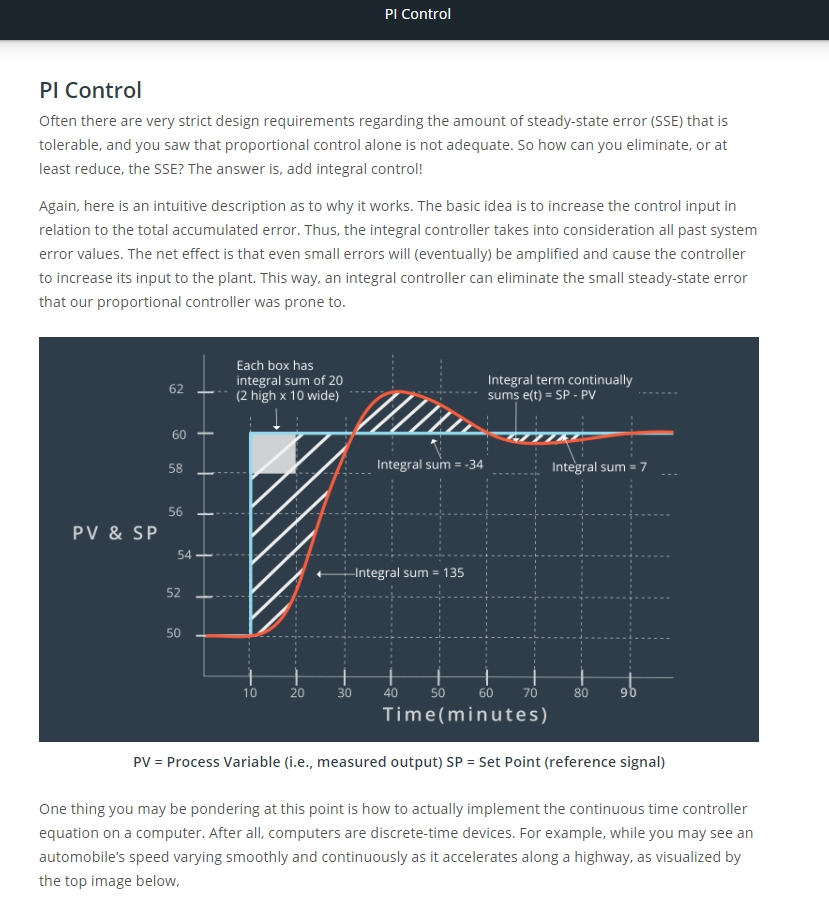 PI Control
PI Control
Often there are very strict design requirements regarding the amount of steady-state error (SSE) that is
tolerable, and you saw that proportional control alone is not adequate. So how can you eliminate, or at
least reduce, the SSE? The answer is, add integral control!
Again, here is an intuitive description as to why it works. The basic idea is to increase the control input in
relation to the total accumulated error. Thus, the integral controller takes into consideration all past system
error values. The net effect is that even small errors will (eventually) be amplified and cause the controller
to increase its input to the plant. This way, an integral controller can eliminate the small steady-state error
that our proportional controller was prone to.
Each box has
integral sum of 20
(2 high x 10 wide)
Integral term continually
sums e(t) = SP - PV
62
60
58
56
54
52
50
PV & SP
Integral sum = -34
Integral sum = 7
Integral sum = 135
10 20 30 40 50 60 70 80 90
Time(minutes)
PV = Process Variable (i.e., measured output) SP = Set Point (reference signal)
One thing you may be pondering at this point is how to actually implement the continuous time controller
equation on a computer. After all, computers are discrete-time devices. For example, while you may see an
automobile’s speed varying smoothly and continuously as it accelerates along a highway, as visualized by
the top image below,